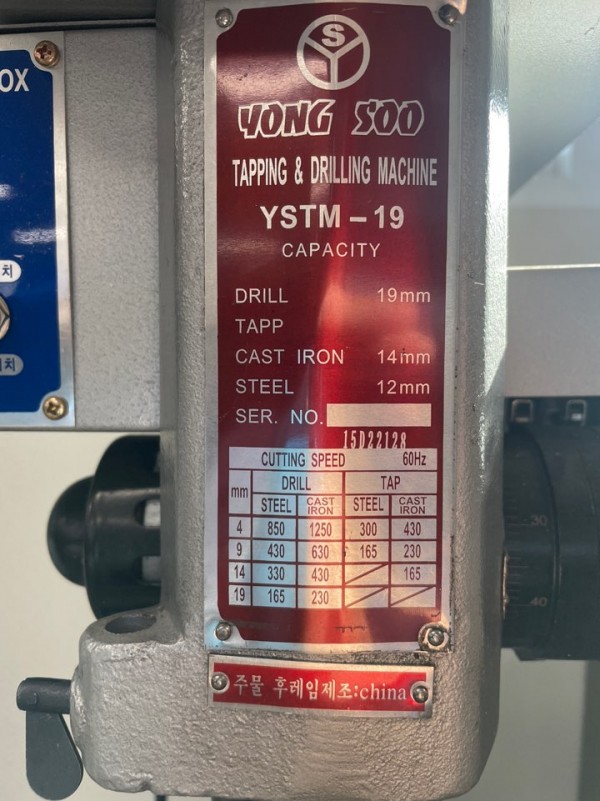 OX
치
치
S
YONG SOO
TAPPING & DRILLING MACHINE
YSTM - 19
CAPACITY
DRILL 19mm
TAPP
CAST IRON 14mm
STEEL 12mm
SER. NO.
15D22128
CUTTING SPEED 60Hz
mm DRILL TAP
STEEL CAST IRON STEEL CAST IRON
4 850 1250 300 430
9 430 630 165 230
14 330 430 165
19 165 230
주물 후레임제조:china
30
40